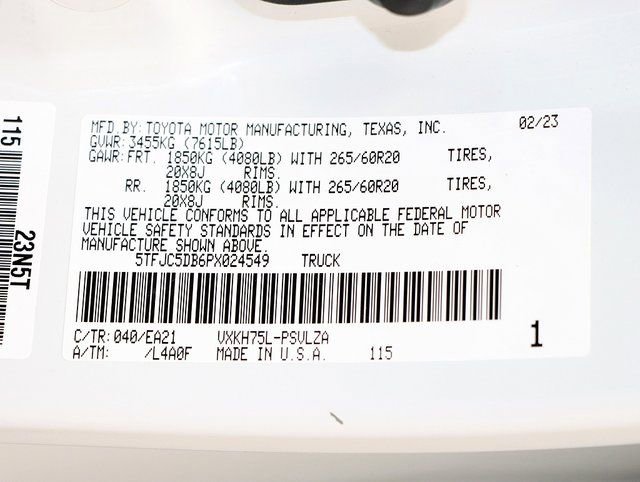 MFD.BY:TOYOTA MOTOR MANUFACTURING, TEXAS, INC. 02/23
GVWR:3455KG (7615LB)
GAWR:FRT. 1850KG (4080LB) WITH 265/60R20 TIRES,
20X8J RIMS.
RR. 1850KG (4080LB) WITH 265/60R20 TIRES,
20X8J RIMS.
THIS VEHICLE CONFORMS TO ALL APPLICABLE FEDERAL MOTOR
VEHICLE SAFETY STANDARDS IN EFFECT ON THE DATE OF
MANUFACTURE SHOWN ABOVE.
5TFJC5DB6PX024549 TRUCK
C/TR:040/EA21 VXKH75L-PSVLZA
A/TM: /L4A0F MADE IN U.S.A. 115
1
115
23N5T